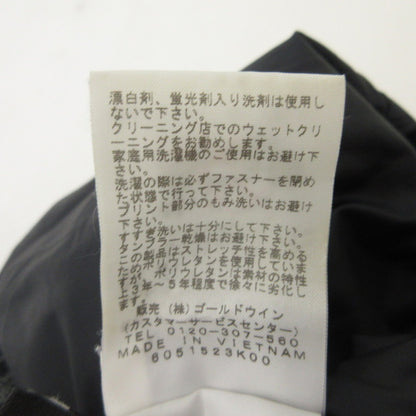 漂白剤、蛍光剤入り洗剤は使用し
ないで下さい。
クリーニング店でのウェットクリ
ーニングをお勧めします。
家庭用洗濯機のご使用はお避け下
さい。
洗濯の際は必ずファスナーを閉め
た状態で行って下さい。
プリント部分のもみ洗いはお避け
下さい。
すすぎ洗いは十分にして下さい。
タンブラー乾燥はお避け下さい。
この製品はストレッチ性を高める
ためポリウレタンを使用していま
すが、ポリウレタンは素材の特性
上3年～5年程度で徐々に劣化し
ます。
販売 (株)ゴールドウイン
(カスタマーサービスセンター)
TEL 0120-307-560
MADE IN VIETNAM
6051523K00